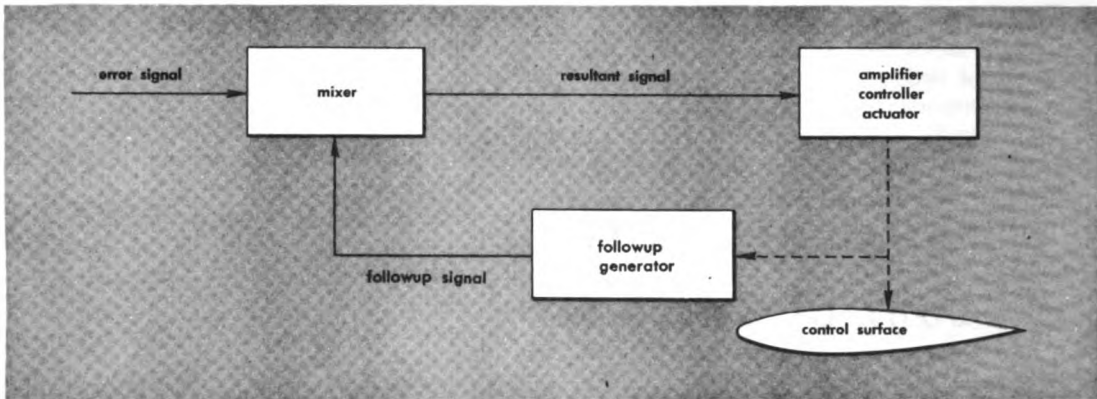 error signal
mixer
resultant signal
amplifier
controller
actuator
followup
generator
followup signal
control surface